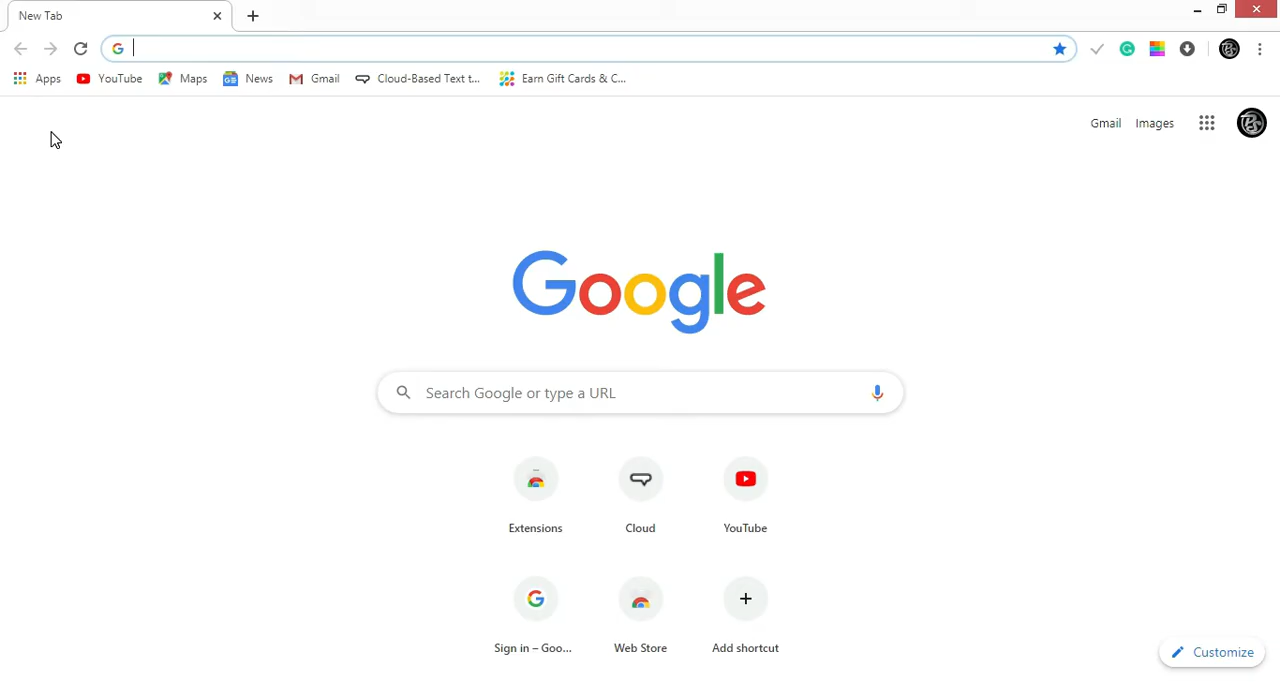 New Tab
Apps YouTube Maps News Gmail Cloud-Based Text t... Earn Gift Cards & C...
Gmail Images
Google
Search Google or type a URL
Extensions Cloud YouTube
Sign in – Goo... Web Store Add shortcut
Customize